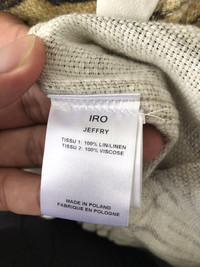 IRO
JEFFRY
TISSU 1: 100% LIN/LINEN
TISSU 2: 100% VISCOSE
MADE IN POLAND
FABRIQUE EN POLOGNE